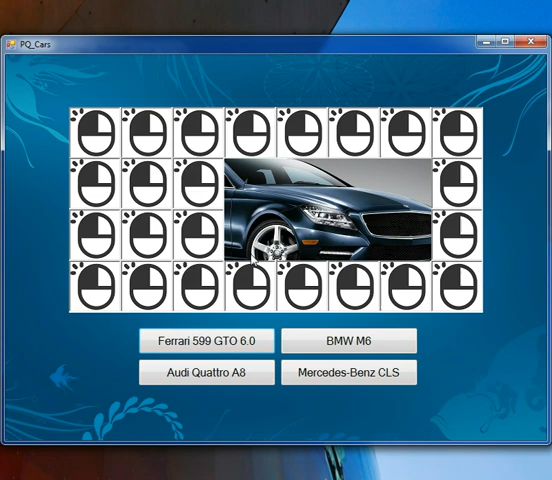 PQ_Cars
Ferrari 599 GTO 6.0
BMW M6
Audi Quattro A8
Mercedes-Benz CLS